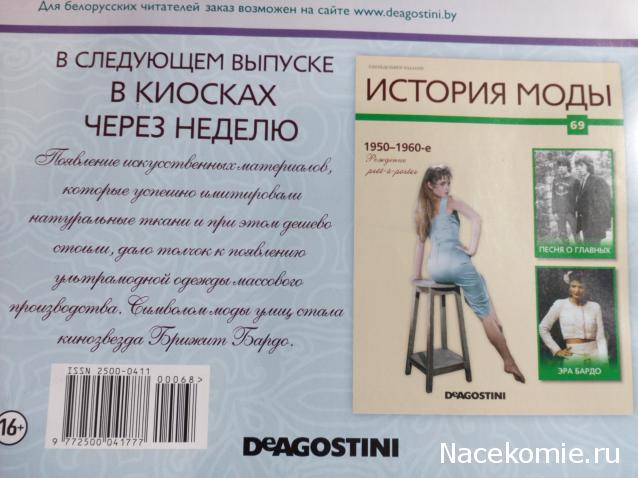 Для белорусских читателей заказ возможен на сайте www.deagostini.by
В СЛЕДУЮЩЕМ ВЫПУСКЕ
В КИОСКАХ
ЧЕРЕЗ НЕДЕЛЮ
Появление искусственных материалов,
которые успешно имитировали
натуральные ткани и при этом дешево
стоили, дало толчок к появлению
ультрамодной одежды массового
производства. Символом моды улиц стала
кинозвезда Брижит Бардо.
ISSN 2500-0411
00068>
9 772500 041777
16+
DeAGOSTINI
ИСТОРИЯ МОДЫ
69
1950–1960-е
Рождение
prêt-à-porter
ПЕСНЯ О ГЛАВНЫХ
ЭРА БАРДО
DeAGOSTINI
Nacekomie.ru